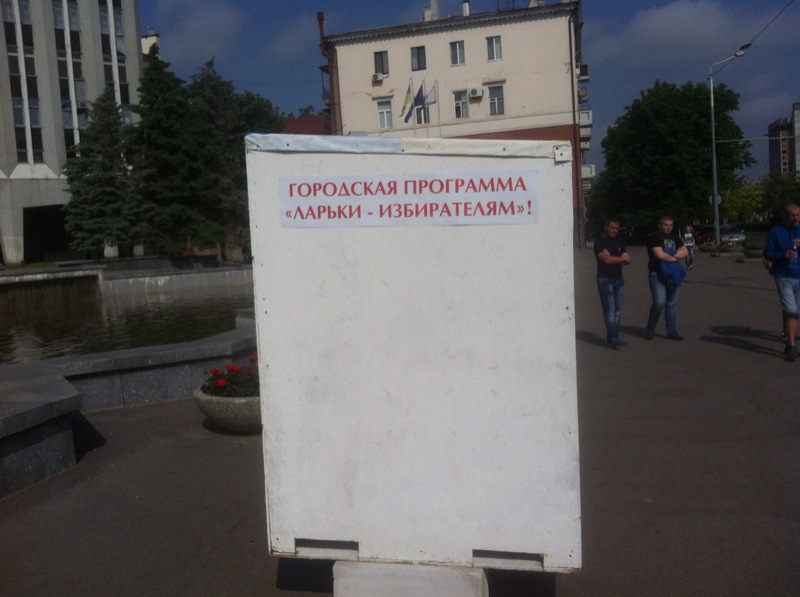 ГОРОДСКАЯ ПРОГРАММА
«ЛАРЬКИ - ИЗБИРАТЕЛЯМ»!